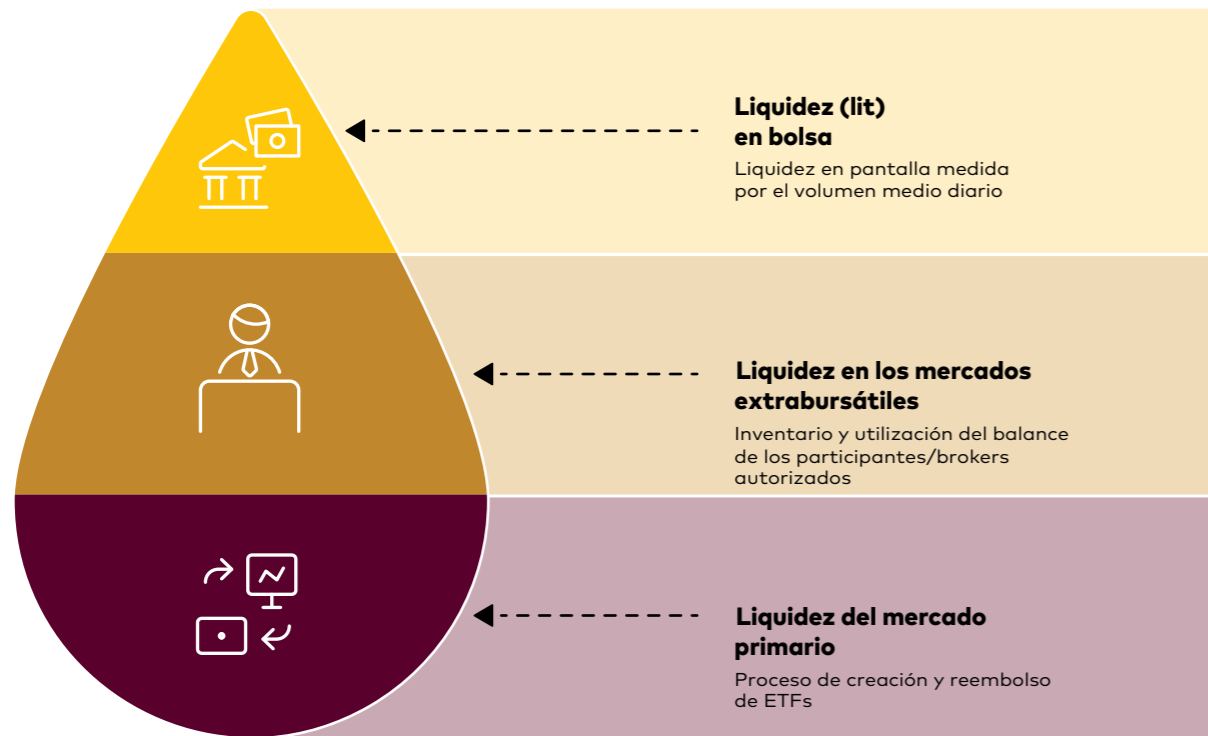 Liquidez (lit)
en bolsa
Liquidez en pantalla medida
por el volumen medio diario
Liquidez en los mercados
extrabursátiles
Inventario y utilización del balance
de los participantes/brokers
autorizados
Liquidez del mercado
primario
Proceso de creación y reembolso
de ETFs